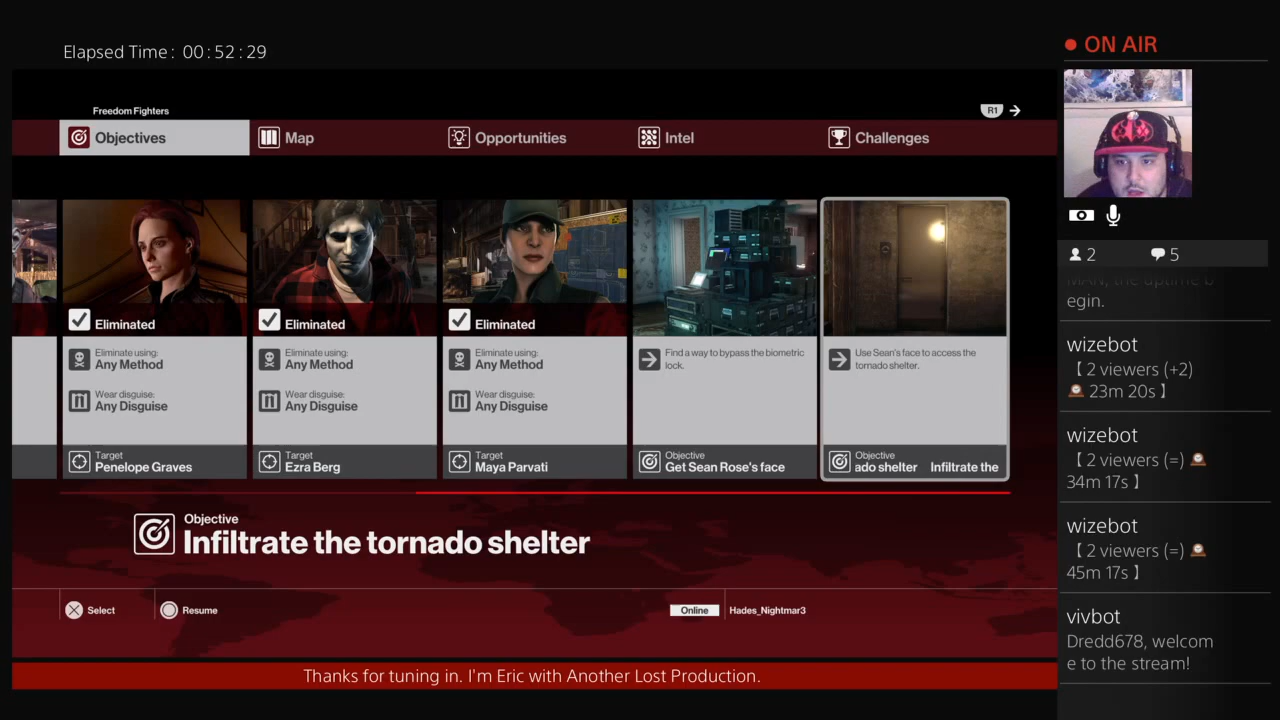 Elapsed Time: 00:52:29
ON AIR
Freedom Fighters
R1
Objectives
Map
Opportunities
Intel
Challenges
Eliminated
Eliminate using:
Any Method
Wear disguise:
Any Disguise
Target
Penelope Graves
Eliminated
Eliminate using:
Any Method
Wear disguise:
Any Disguise
Target
Ezra Berg
Eliminated
Eliminate using:
Any Method
Wear disguise:
Any Disguise
Target
Maya Parvati
Find a way to bypass the biometric
lock.
Objective
Get Sean Rose's face
Use Sean's face to access the
tornado shelter.
Objective
ado shelter Infiltrate the
Objective
Infiltrate the tornado shelter
Select
Resume
Online
Hades_Nightmar3
Thanks for tuning in. I'm Eric with Another Lost Production.
2
5
MAN, the uptime b
egin.
wizebot
【 2 viewers (+2)
23m 20s 】
wizebot
【 2 viewers (=)
34m 17s 】
wizebot
【 2 viewers (=)
45m 17s 】
vivbot
Dredd678, welcom
e to the stream!